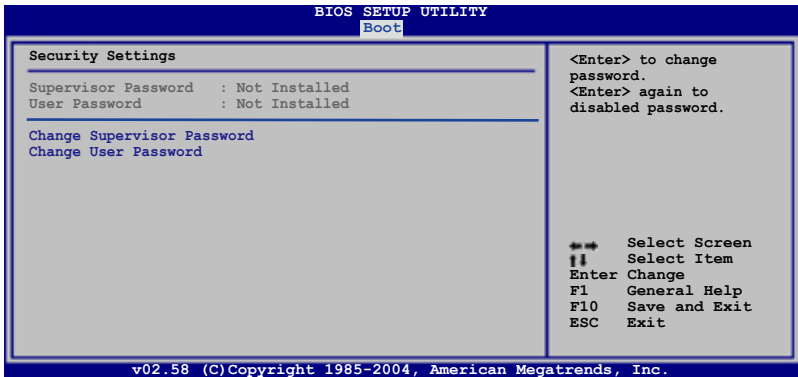 BIOS SETUP UTILITY
Boot
Security Settings
Supervisor Password : Not Installed
User Password : Not Installed
Change Supervisor Password
Change User Password
<Enter> to change
password.
<Enter> again to
disabled password.
←→ Select Screen
↑↓ Select Item
Enter Change
F1 General Help
F10 Save and Exit
ESC Exit
v02.58 (C)Copyright 1985-2004, American Megatrends, Inc.